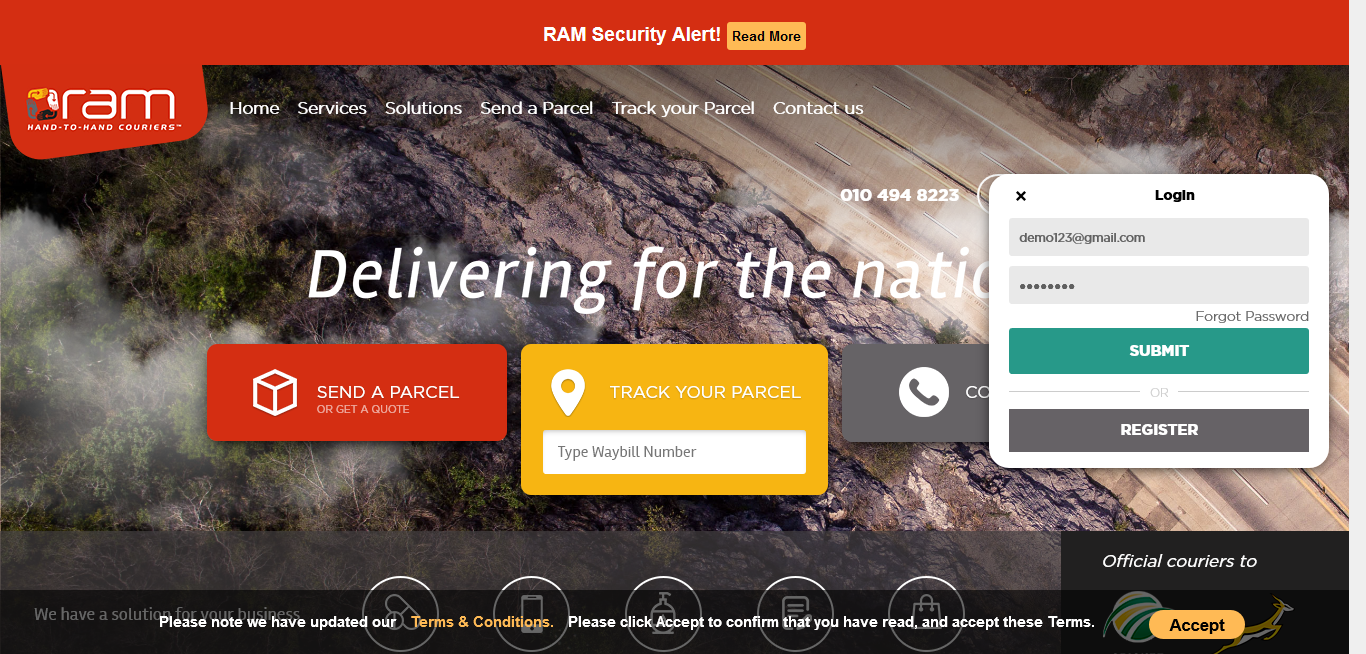 RAM Security Alert! Read More
ram
HAND-TO-HAND COURIERS™
Home Services Solutions Send a Parcel Track your Parcel Contact us
010 494 8223
Login
demo123@gmail.com
••••••••
Forgot Password
SUBMIT
OR
REGISTER
Delivering for the natio
SEND A PARCEL
OR GET A QUOTE
TRACK YOUR PARCEL
Type Waybill Number
CO
Official couriers to
We have a solution for your business
Please note we have updated our Terms & Conditions. Please click Accept to confirm that you have read, and accept these Terms. Accept